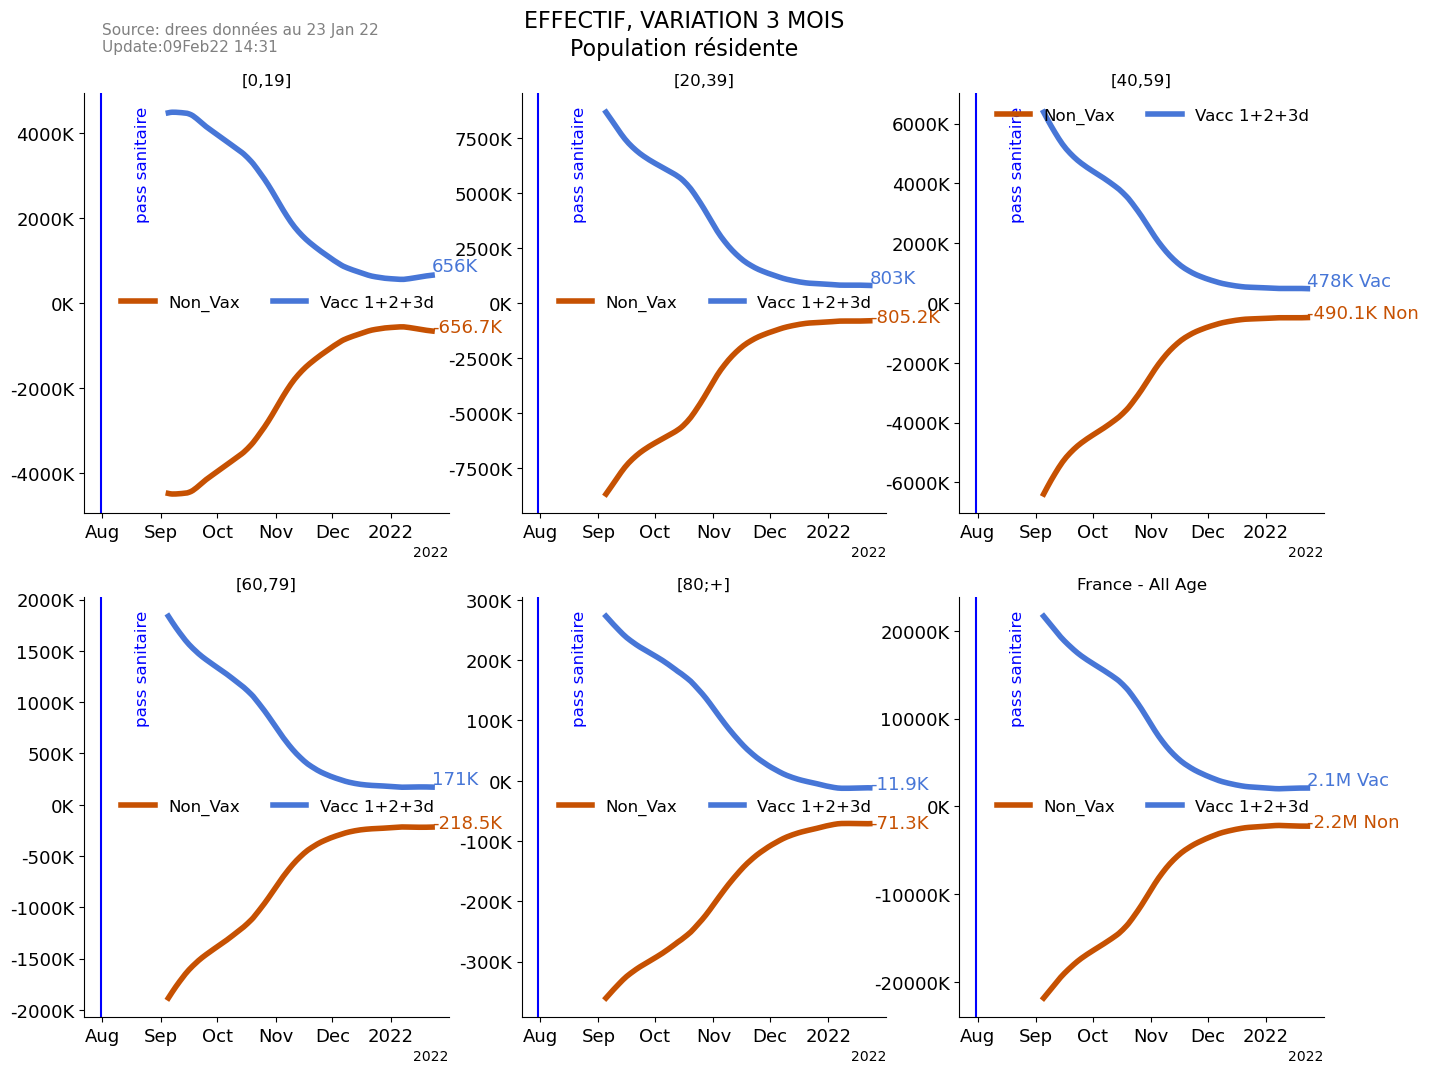 Source: drees données au 23 Jan 22
Update:09Feb22 14:31
EFFECTIF, VARIATION 3 MOIS
Population résidente
[0,19]
4000K
2000K
0K
-2000K
-4000K
pass sanitaire
656K
Non_Vax
Vacc 1+2+3d
-656.7K
Aug
Sep
Oct
Nov
Dec
2022
2022
[20,39]
7500K
5000K
2500K
0K
-2500K
-5000K
-7500K
pass sanitaire
803K
Non_Vax
Vacc 1+2+3d
-805.2K
Aug
Sep
Oct
Nov
Dec
2022
2022
[40,59]
6000K
4000K
2000K
0K
-2000K
-4000K
-6000K
Non_Vax
Vacc 1+2+3d
pass sanitaire
478K Vac
-490.1K Non
Aug
Sep
Oct
Nov
Dec
2022
2022
[60,79]
2000K
1500K
1000K
500K
0K
-500K
-1000K
-1500K
-2000K
pass sanitaire
171K
Non_Vax
Vacc 1+2+3d
-218.5K
Aug
Sep
Oct
Nov
Dec
2022
2022
[80;+]
300K
200K
100K
0K
-100K
-200K
-300K
pass sanitaire
-11.9K
Non_Vax
Vacc 1+2+3d
-71.3K
Aug
Sep
Oct
Nov
Dec
2022
2022
France - All Age
20000K
10000K
0K
-10000K
-20000K
pass sanitaire
2.1M Vac
Non_Vax
Vacc 1+2+3d
-2.2M Non
Aug
Sep
Oct
Nov
Dec
2022
2022